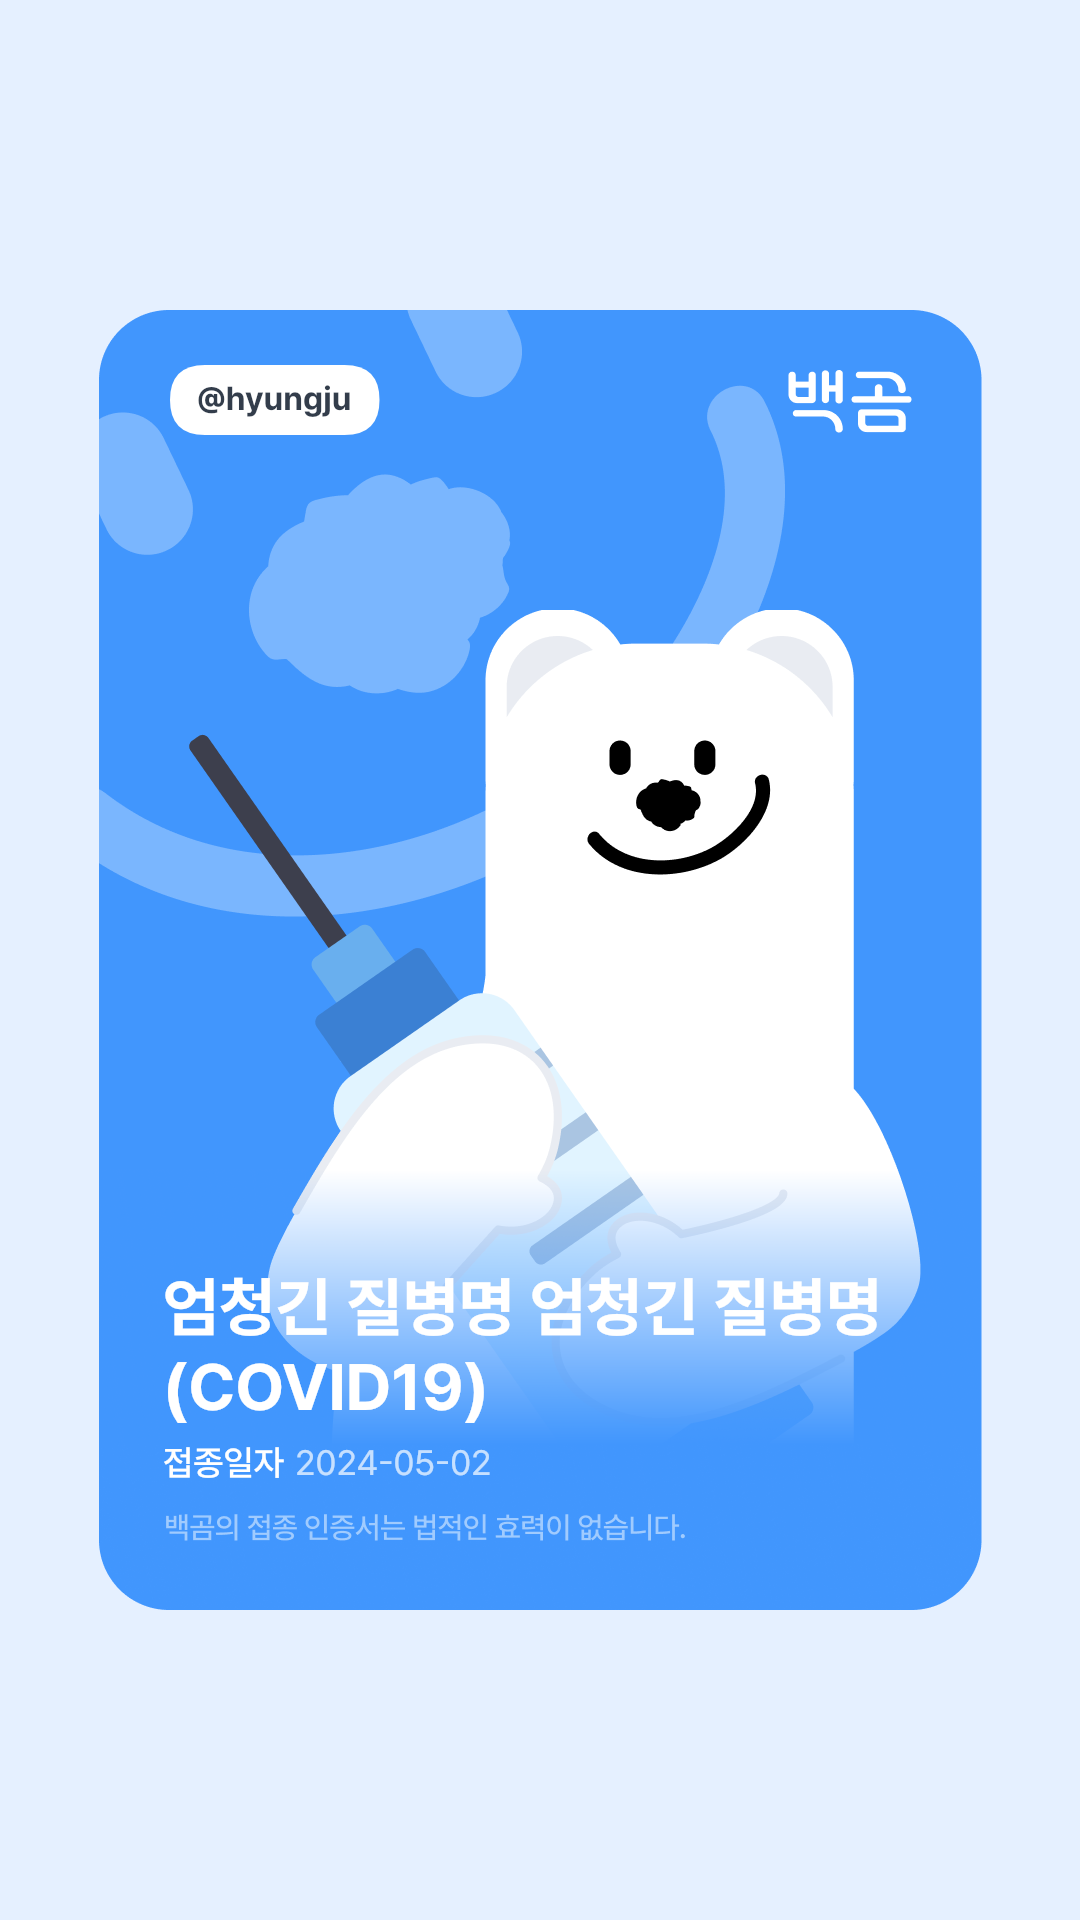 @hyungju
백곰
엄청긴 질병명 엄청긴 질병명
(COVID19)
접종일자 2024-05-02
백곰의 접종 인증서는 법적인 효력이 없습니다.